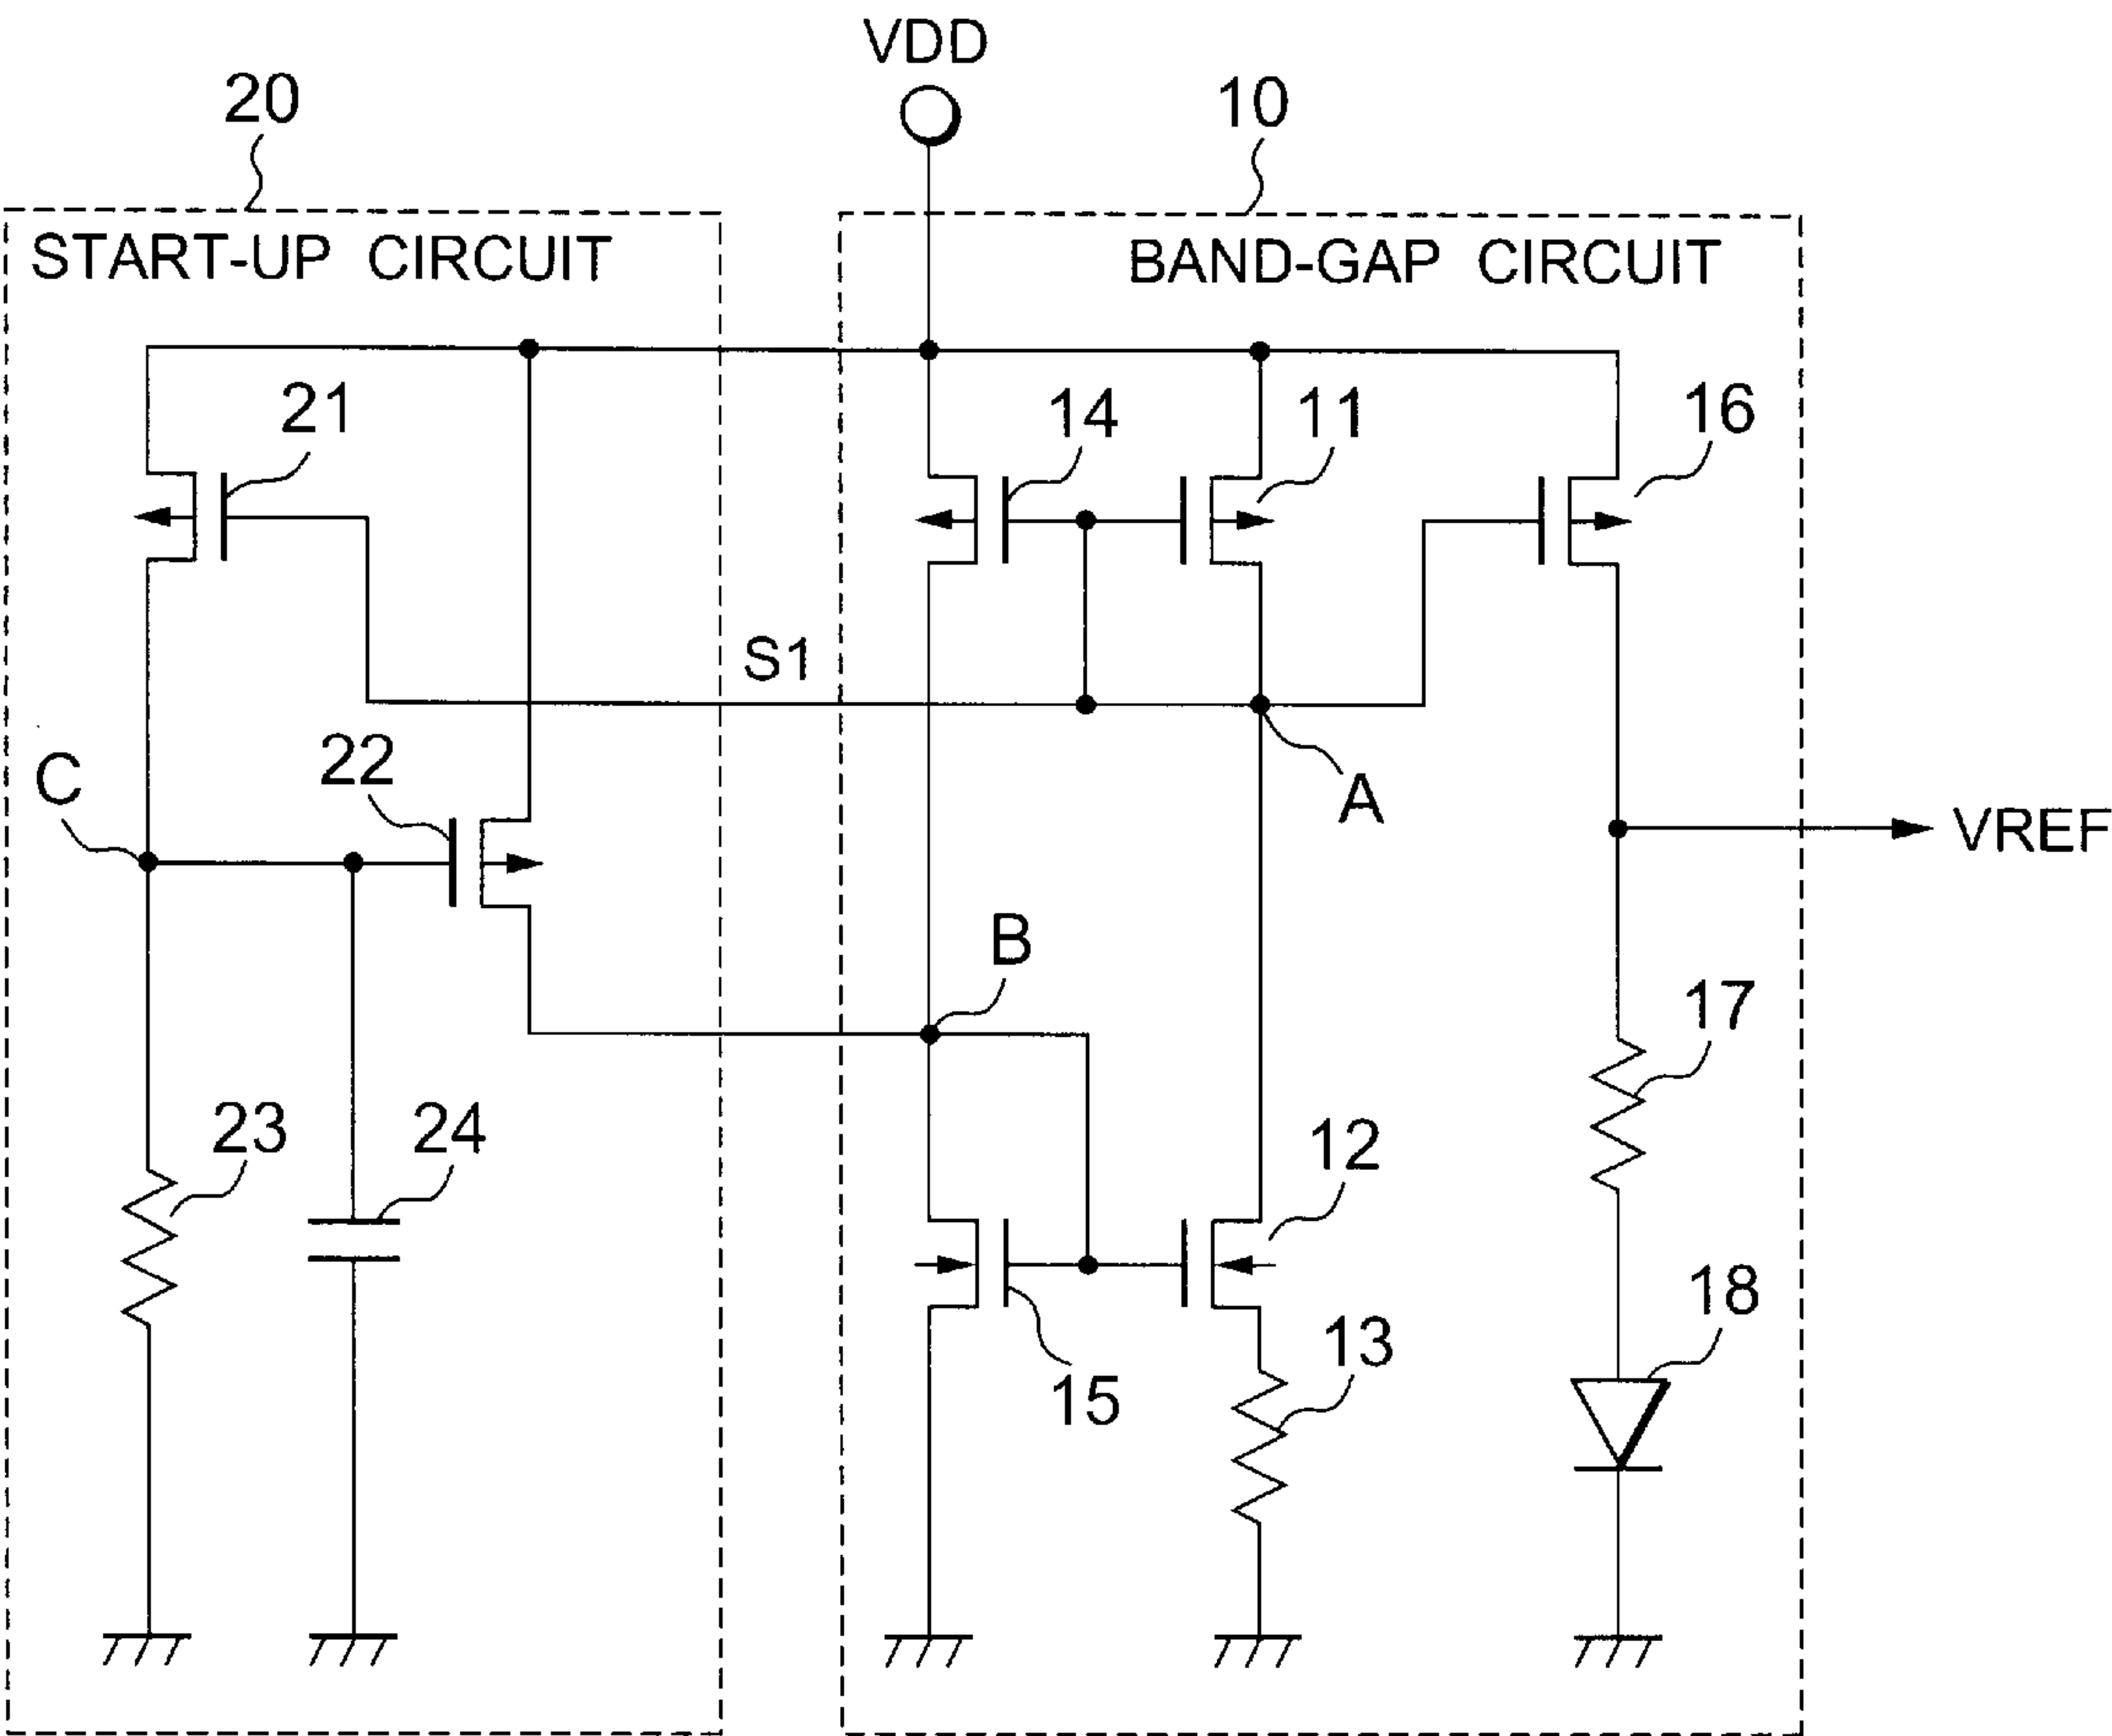 VDD
20
10
START-UP CIRCUIT
BAND-GAP CIRCUIT
21
14
11
16
S1
22
C
A
VREF
B
17
23
24
12
18
13
15